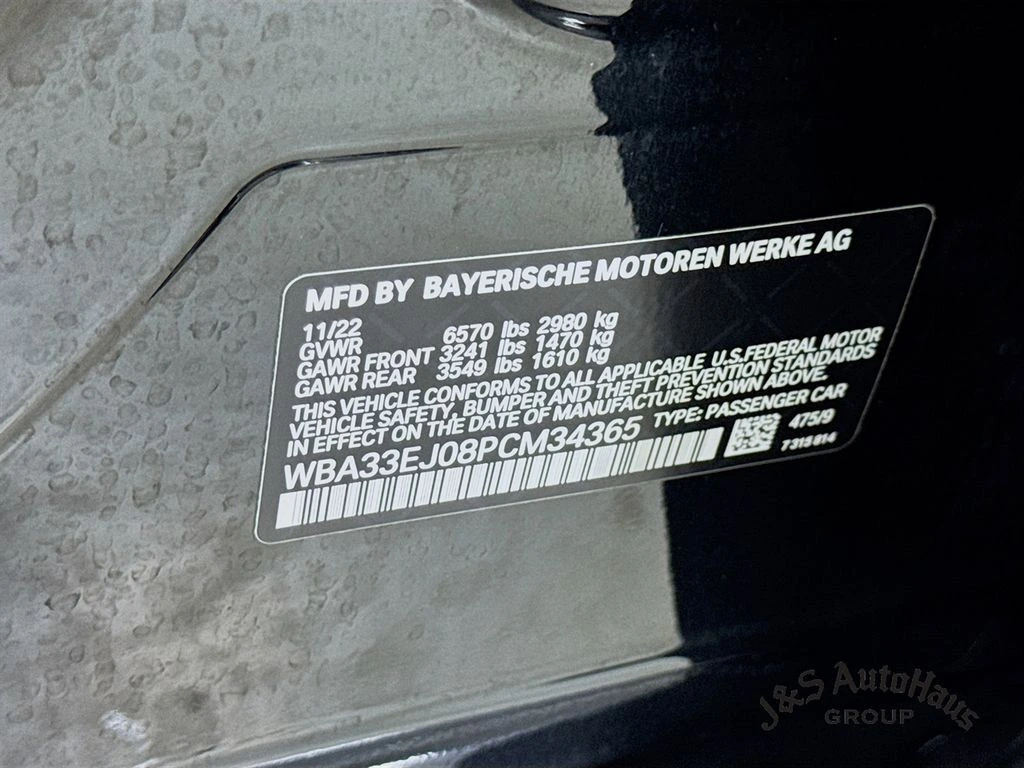 MFD BY BAYERISCHE MOTOREN WERKE AG
11/22
GVWR 6570 lbs 2980 kg
GAWR FRONT 3241 lbs 1470 kg
GAWR REAR 3549 lbs 1610 kg
THIS VEHICLE CONFORMS TO ALL APPLICABLE U.S.FEDERAL MOTOR
VEHICLE SAFETY, BUMPER AND THEFT PREVENTION STANDARDS
IN EFFECT ON THE DATE OF MANUFACTURE SHOWN ABOVE.
WBA33EJ08PCM34365 TYPE: PASSENGER CAR
475/9
7 315 814
J&S AutoHaus
GROUP